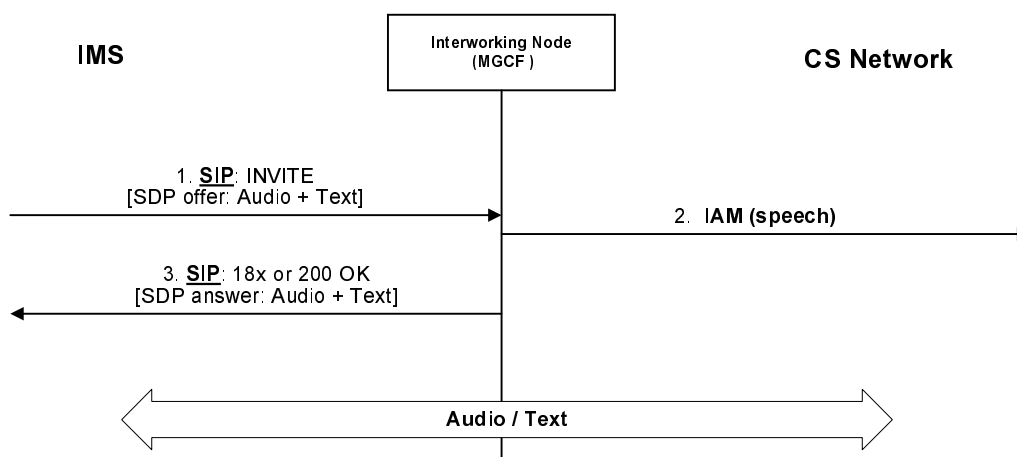 IMS
Interworking Node
(MGCF )
CS Network
1. SIP: INVITE
[SDP offer: Audio + Text]
2. IAM (speech)
3. SIP: 18x or 200 OK
[SDP answer: Audio + Text]
Audio / Text